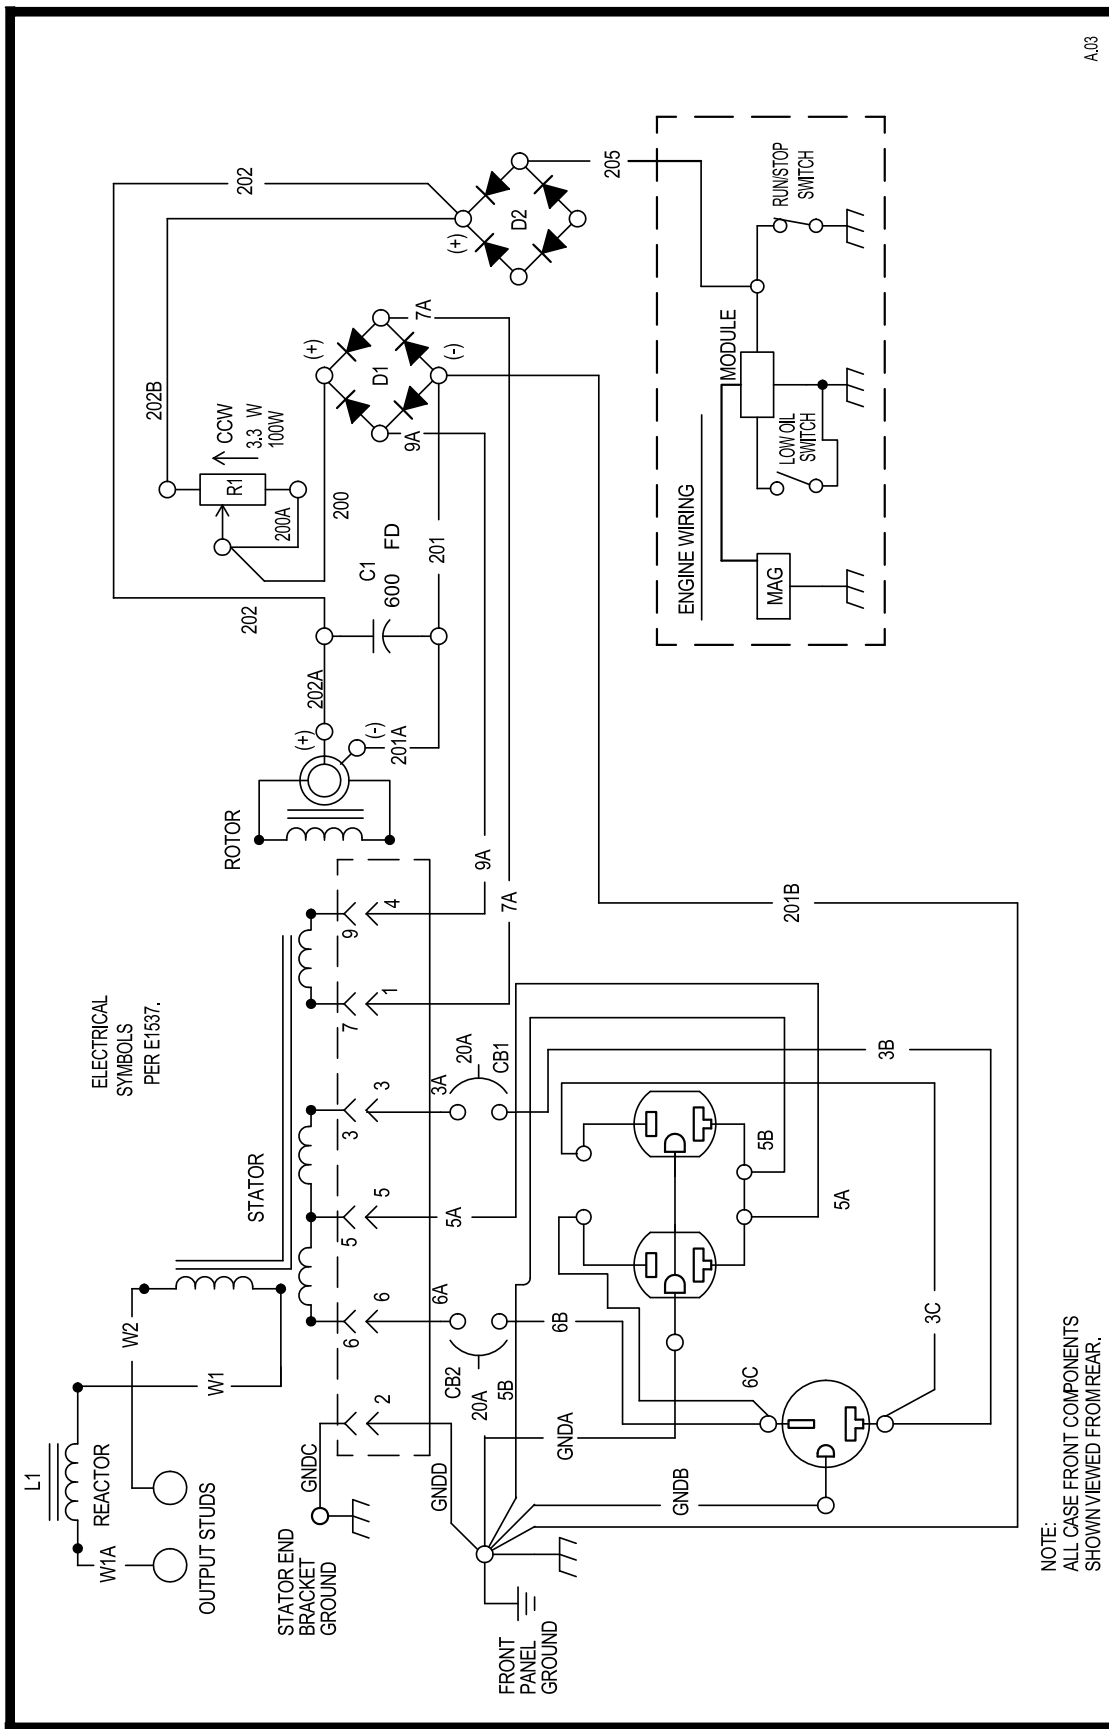 A.03
202
202B
CCW
3.3 W
100W
R1
200A
200
C1
600 FD
201
202
202A
(+)
(-)
201A
ROTOR
(+)
D1
(-)
7A
9A
(+)
D2
205
ENGINE WIRING
MODULE
RUN/STOP
SWITCH
LOW OIL
SWITCH
MAG
9A
7A
201B
ELECTRICAL
SYMBOLS
PER E1537.
STATOR
9
4
7
1
3
3
5
5
6
6
2
3A
20A
CB1
5A
6A
CB2
20A
5B
6B
3B
5B
5A
3C
6C
W2
W1
L1
REACTOR
W1A
OUTPUT STUDS
GNDC
GNDD
GNDA
GNDB
STATOR END
BRACKET
GROUND
FRONT
PANEL
GROUND
NOTE:
ALL CASE FRONT COMPONENTS
SHOWN VIEWED FROM REAR.